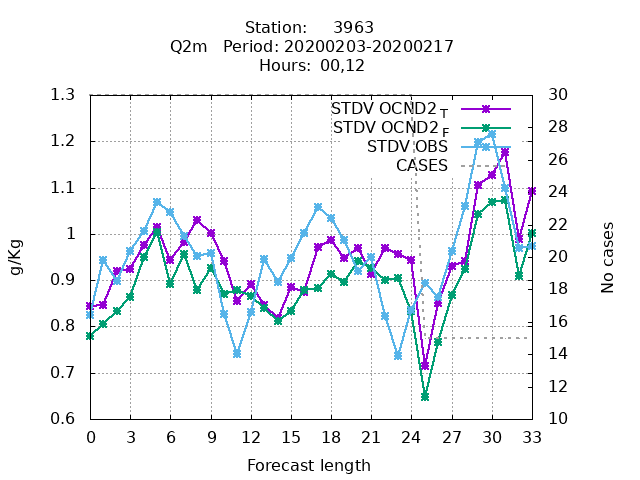 Station: 3963
Q2m Period: 20200203-20200217
Hours: 00,12
1.3
1.2
1.1
1
0.9
0.8
0.7
0.6
30
28
26
24
22
20
18
16
14
12
10
STDV OCND2 T
STDV OCND2 F
STDV OBS
CASES
g/Kg
No cases
0 3 6 9 12 15 18 21 24 27 30 33
Forecast length